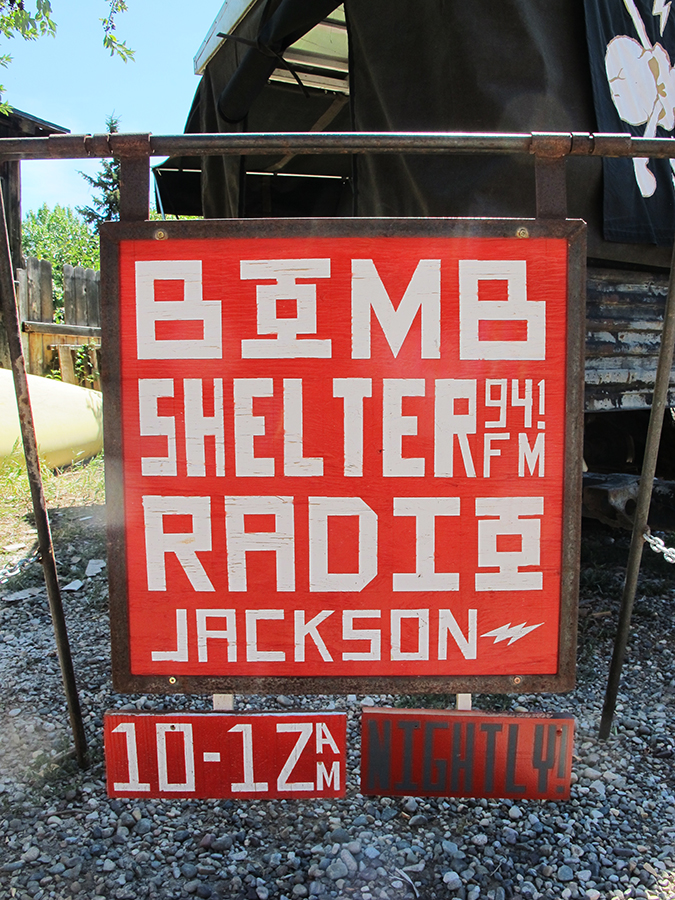 BOMB
SHELTER 94.1 FM
RADIO
JACKSON
10-12 AM
NIGHTLY!